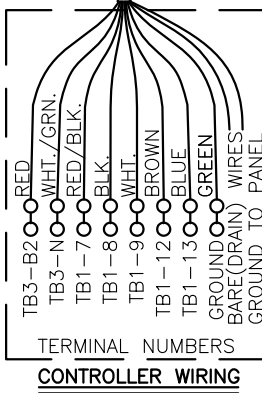 RED
WHT./GRN.
RED/BLK.
BLK.
WHT.
BROWN
BLUE
GREEN
TB3-B2
TB3-N
TB1-7
TB1-8
TB1-9
TB1-12
TB1-13
GROUND
BARE(DRAIN) WIRES
GROUND TO PANEL
TERMINAL NUMBERS
CONTROLLER WIRING